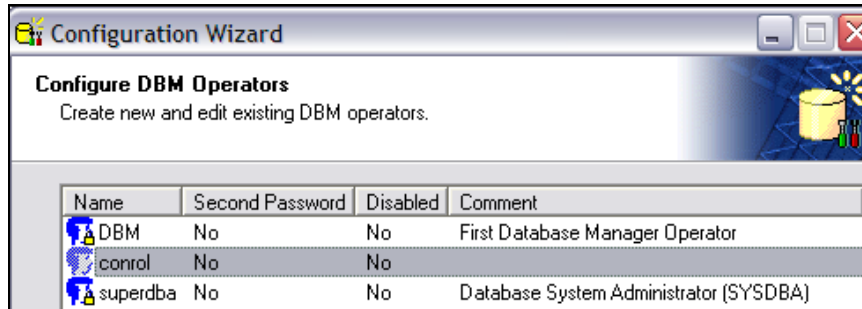 Configuration Wizard
Configure DBM Operators
Create new and edit existing DBM operators.
Name Second Password Disabled Comment
DBM No No First Database Manager Operator
conrol No No
superdba No No Database System Administrator (SYSDBA)